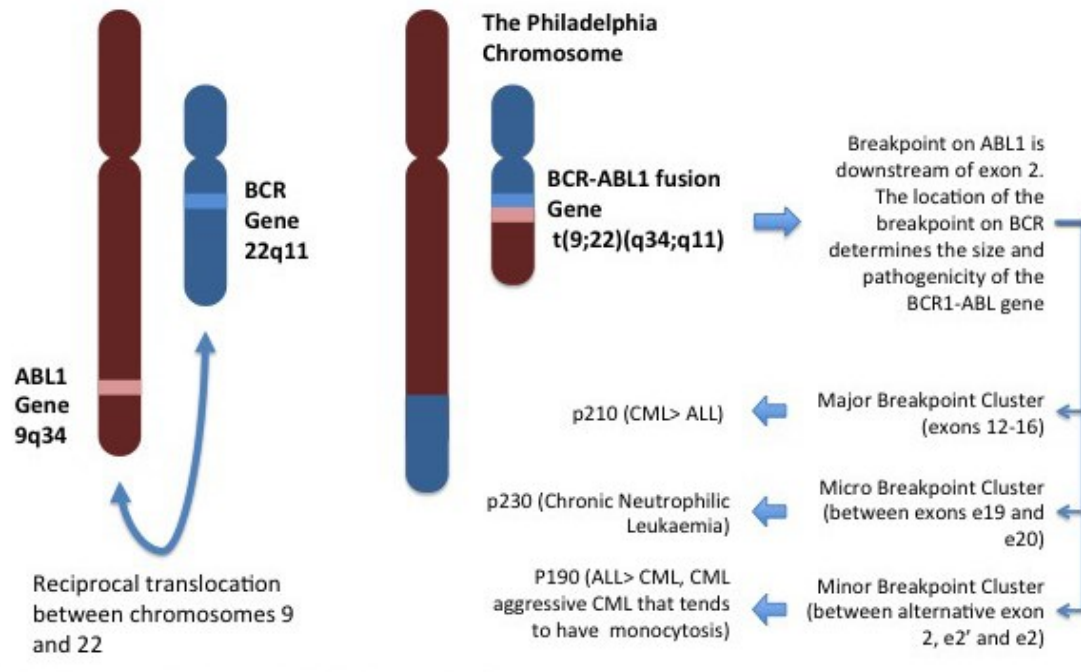 The Philadelphia
Chromosome
BCR
Gene
22q11
BCR-ABL1 fusion
Gene
t(9;22)(q34;q11)
Breakpoint on ABL1 is
downstream of exon 2.
The location of the
breakpoint on BCR
determines the size and
pathogenicity of the
BCR1-ABL gene
ABL1
Gene
9q34
p210 (CML> ALL)
Major Breakpoint Cluster
(exons 12-16)
p230 (Chronic Neutrophilic
Leukaemia)
Micro Breakpoint Cluster
(between exons e19 and
e20)
P190 (ALL> CML, CML
aggressive CML that tends
to have monocytosis)
Minor Breakpoint Cluster
(between alternative exon
2, e2' and e2)
Reciprocal translocation
between chromosomes 9
and 22